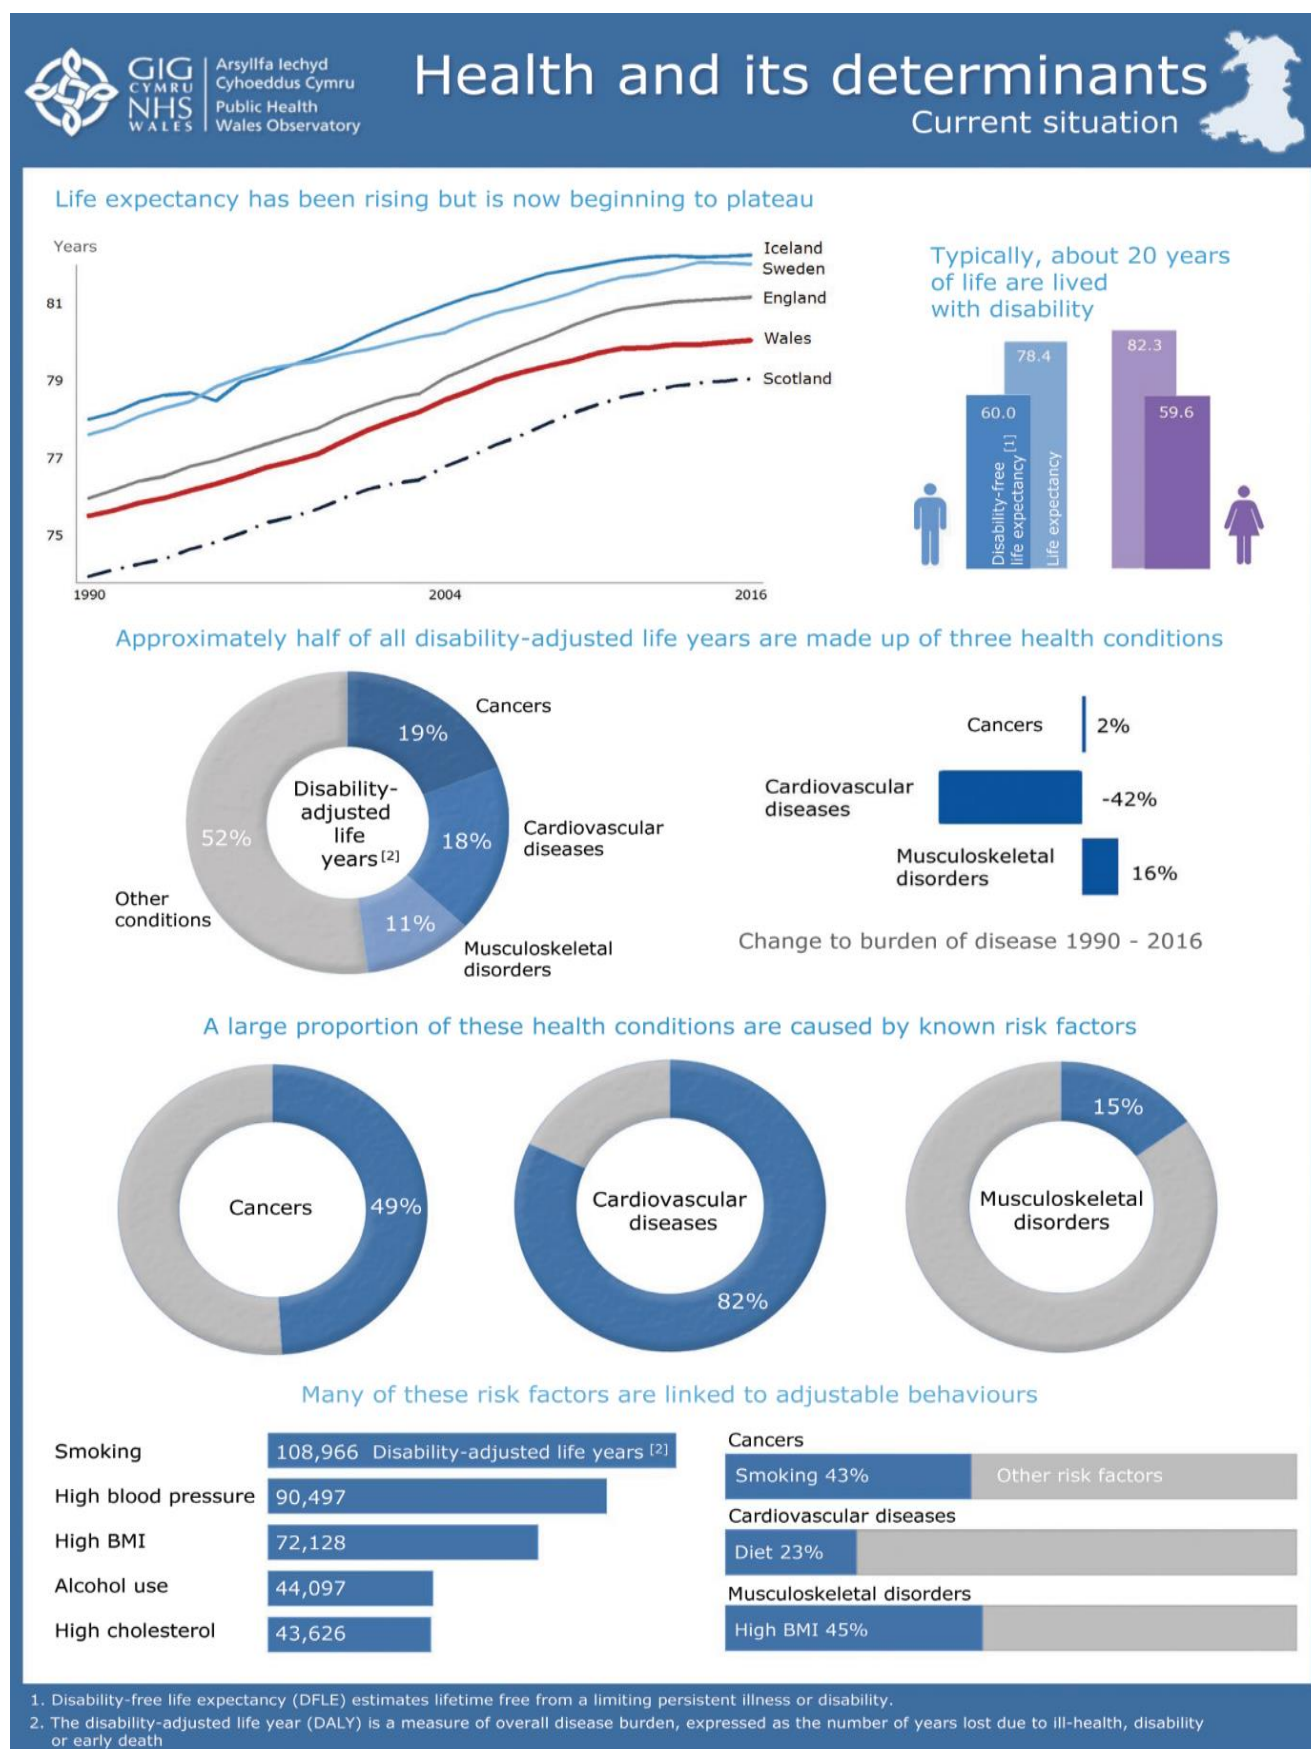 GIG
CYMRU
NHS
WALES
Arsyllfa Iechyd
Cyhoeddus Cymru
Public Health
Wales Observatory
Health and its determinants
Current situation
Life expectancy has been rising but is now beginning to plateau
Years
81
79
77
75
1990
2004
2016
Iceland
Sweden
England
Wales
Scotland
Typically, about 20 years
of life are lived
with disability
60.0
Disability-free
life expectancy [1]
78.4
Life expectancy
82.3
59.6
Approximately half of all disability-adjusted life years are made up of three health conditions
Disability-
adjusted
life
years [2]
19%
Cancers
18%
Cardiovascular
diseases
11%
Musculoskeletal
disorders
52%
Other
conditions
Cancers
2%
Cardiovascular
diseases
-42%
Musculoskeletal
disorders
16%
Change to burden of disease 1990 - 2016
A large proportion of these health conditions are caused by known risk factors
Cancers
49%
Cardiovascular
diseases
82%
Musculoskeletal
disorders
15%
Many of these risk factors are linked to adjustable behaviours
Smoking
108,966 Disability-adjusted life years [2]
High blood pressure
90,497
High BMI
72,128
Alcohol use
44,097
High cholesterol
43,626
Cancers
Smoking 43%
Other risk factors
Cardiovascular diseases
Diet 23%
Musculoskeletal disorders
High BMI 45%
1. Disability-free life expectancy (DFLE) estimates lifetime free from a limiting persistent illness or disability.
2. The disability-adjusted life year (DALY) is a measure of overall disease burden, expressed as the number of years lost due to ill-health, disability
or early death